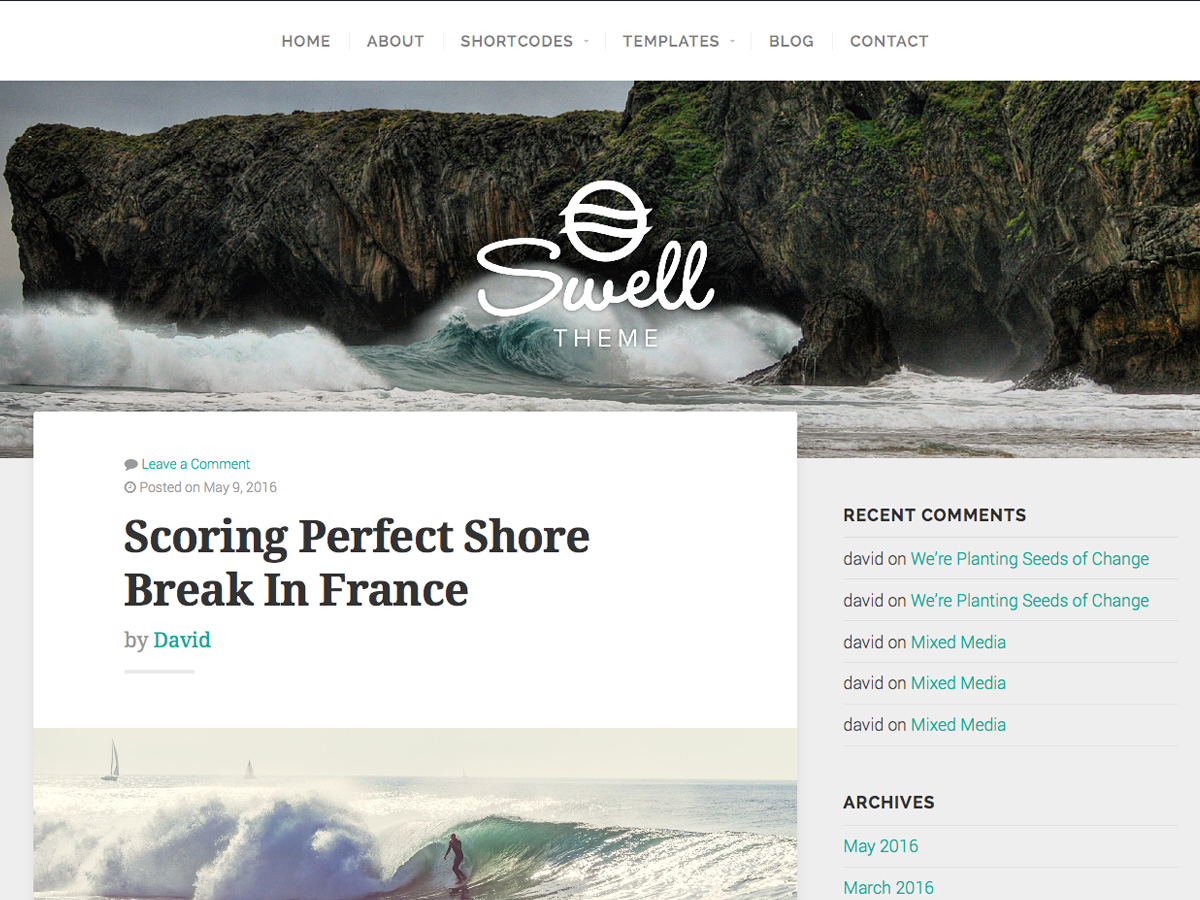 HOME ABOUT SHORTCODES TEMPLATES BLOG CONTACT
Swell
THEME
Leave a Comment
Posted on May 9, 2016
Scoring Perfect Shore
Break In France
by David
RECENT COMMENTS
david on We’re Planting Seeds of Change
david on We’re Planting Seeds of Change
david on Mixed Media
david on Mixed Media
david on Mixed Media
ARCHIVES
May 2016
March 2016